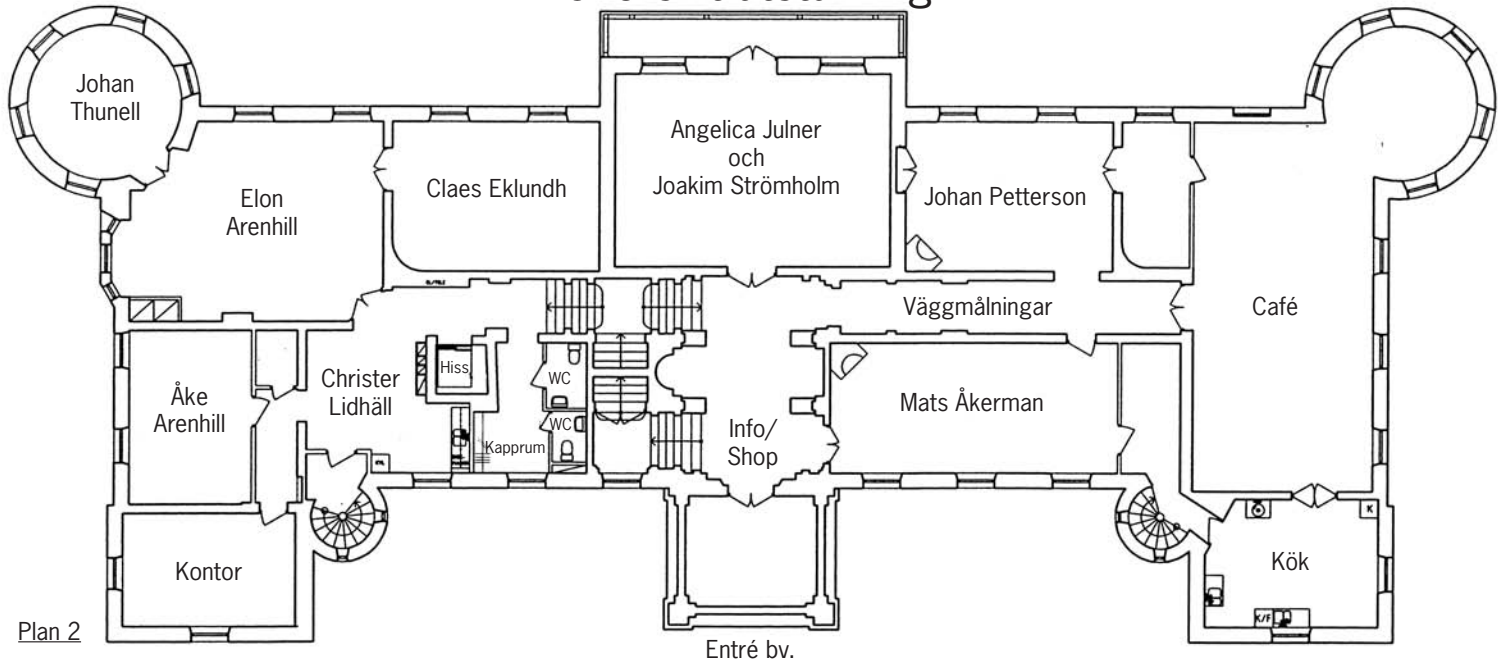 Johan
Thunell
Elon
Arenhill
Claes Eklundh
Angelica Julner
och
Joakim Strömholm
Johan Petterson
Väggmålningar
Café
Åke
Arenhill
Christer
Lidhäll
Hiss
WC
WC
Kapprum
Info/
Shop
Mats Åkerman
Kontor
Kök
K
K/F
Plan 2
Entré bv.